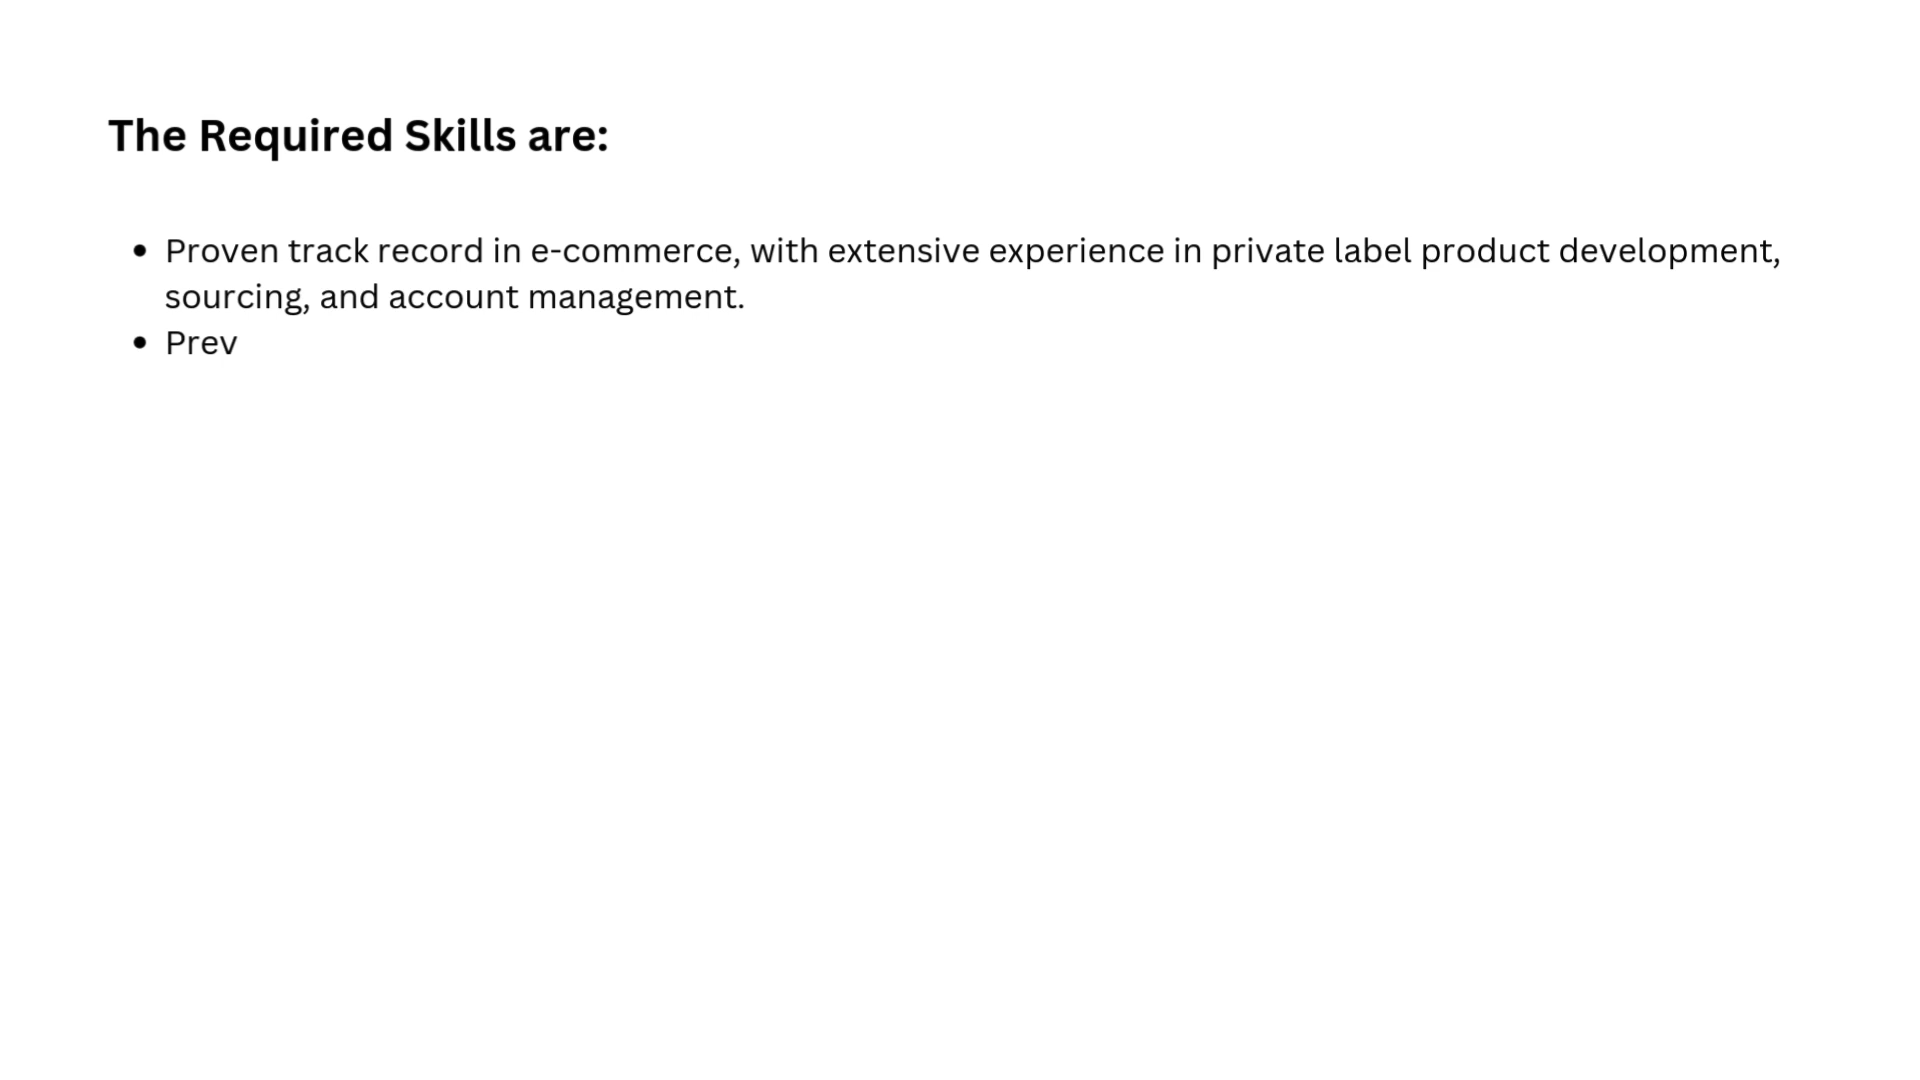 The Required Skills are:
• Proven track record in e-commerce, with extensive experience in private label product development,
sourcing, and account management.
• Prev